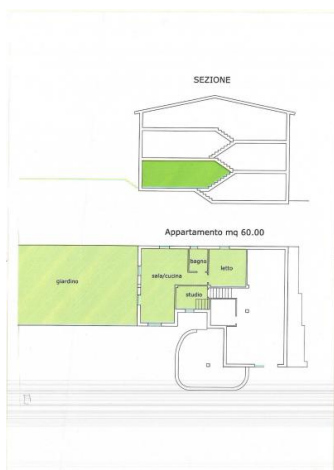 SEZIONE
Appartamento mq 60.00
bagno
letto
sala/cucina
giardino
studio